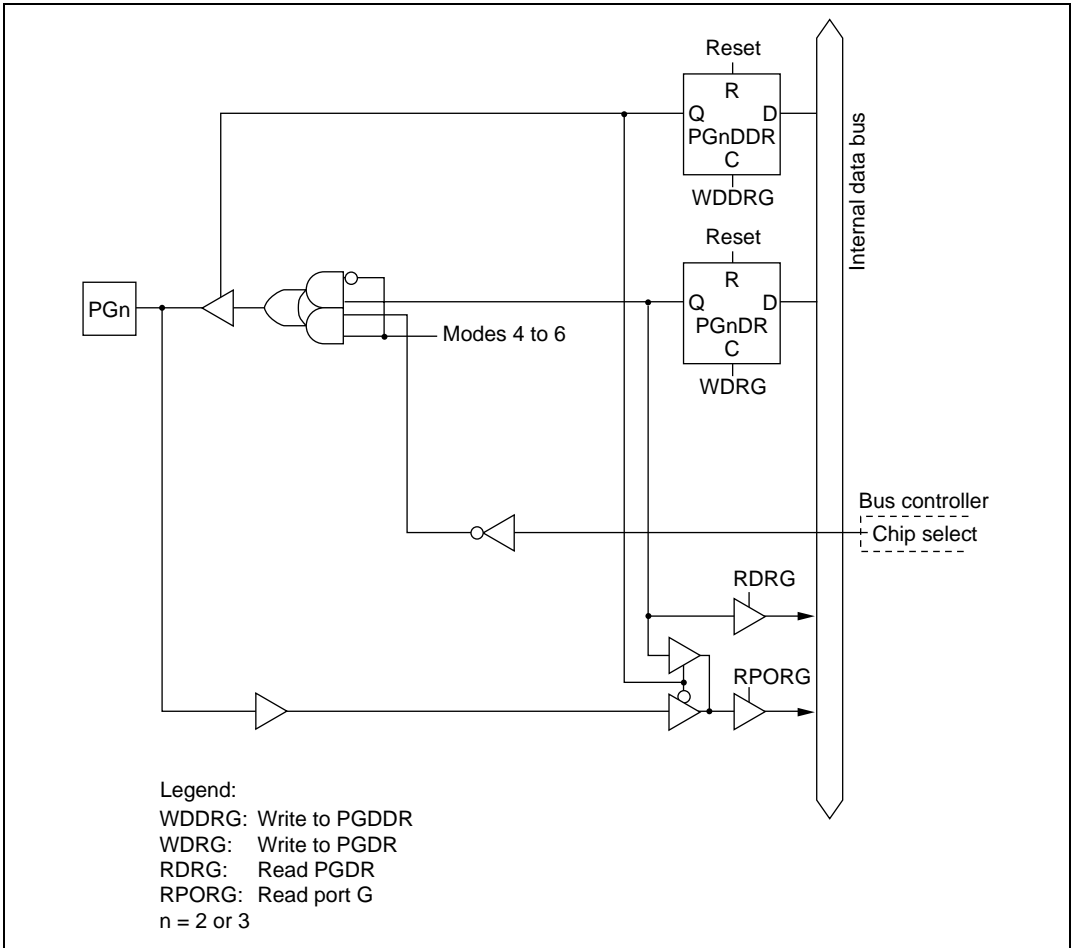 Reset
R
Q D
PGnDDR
C
WDDRG
Internal data bus
Reset
R
Q D
PGnDR
C
WDRG
PGn
Modes 4 to 6
Bus controller
Chip select
RDRG
RPORG
Legend:
WDDRG: Write to PGDDR
WDRG: Write to PGDR
RDRG: Read PGDR
RPORG: Read port G
n = 2 or 3